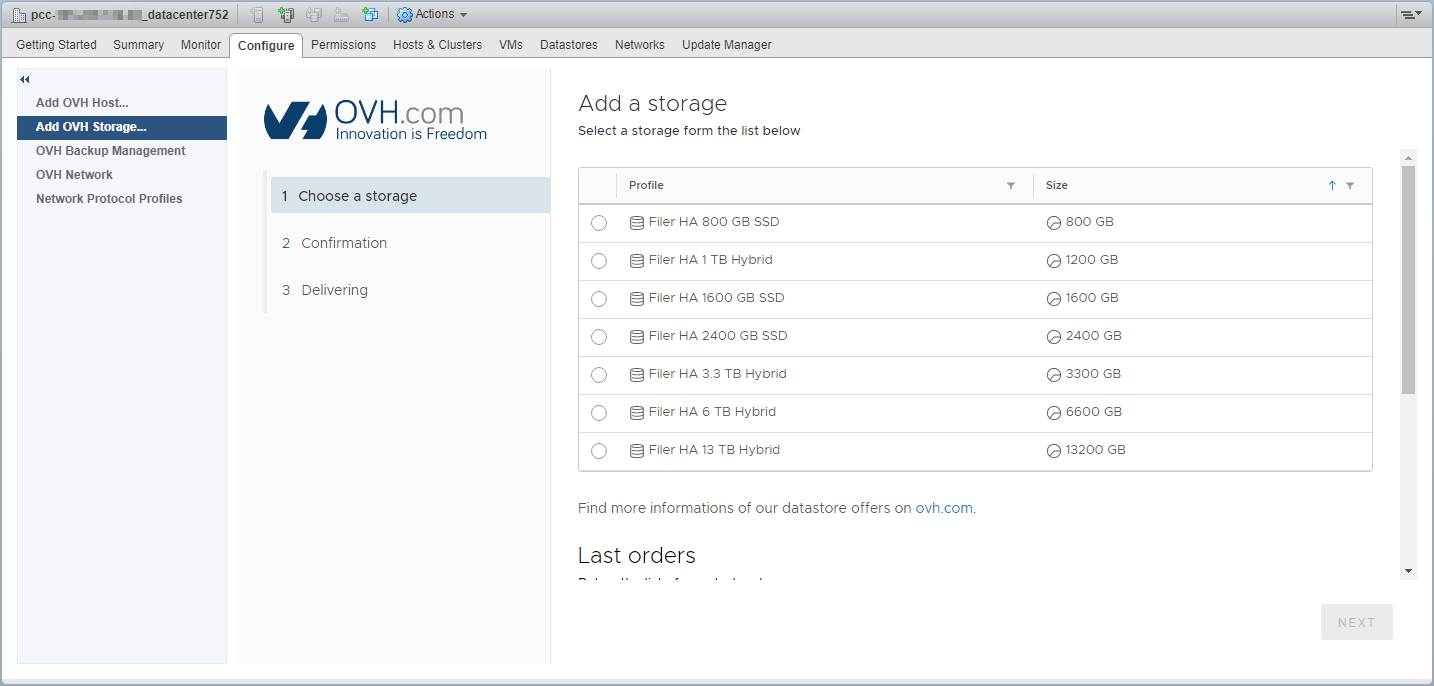 pcc- _datacenter752 Actions
Getting Started Summary Monitor Configure Permissions Hosts & Clusters VMs Datastores Networks Update Manager
Add OVH Host...
Add OVH Storage...
OVH Backup Management
OVH Network
Network Protocol Profiles
OVH.com
Innovation is Freedom
1 Choose a storage
2 Confirmation
3 Delivering
Add a storage
Select a storage form the list below
Profile Size
Filer HA 800 GB SSD 800 GB
Filer HA 1 TB Hybrid 1200 GB
Filer HA 1600 GB SSD 1600 GB
Filer HA 2400 GB SSD 2400 GB
Filer HA 3.3 TB Hybrid 3300 GB
Filer HA 6 TB Hybrid 6600 GB
Filer HA 13 TB Hybrid 13200 GB
Find more informations of our datastore offers on ovh.com.
Last orders
NEXT